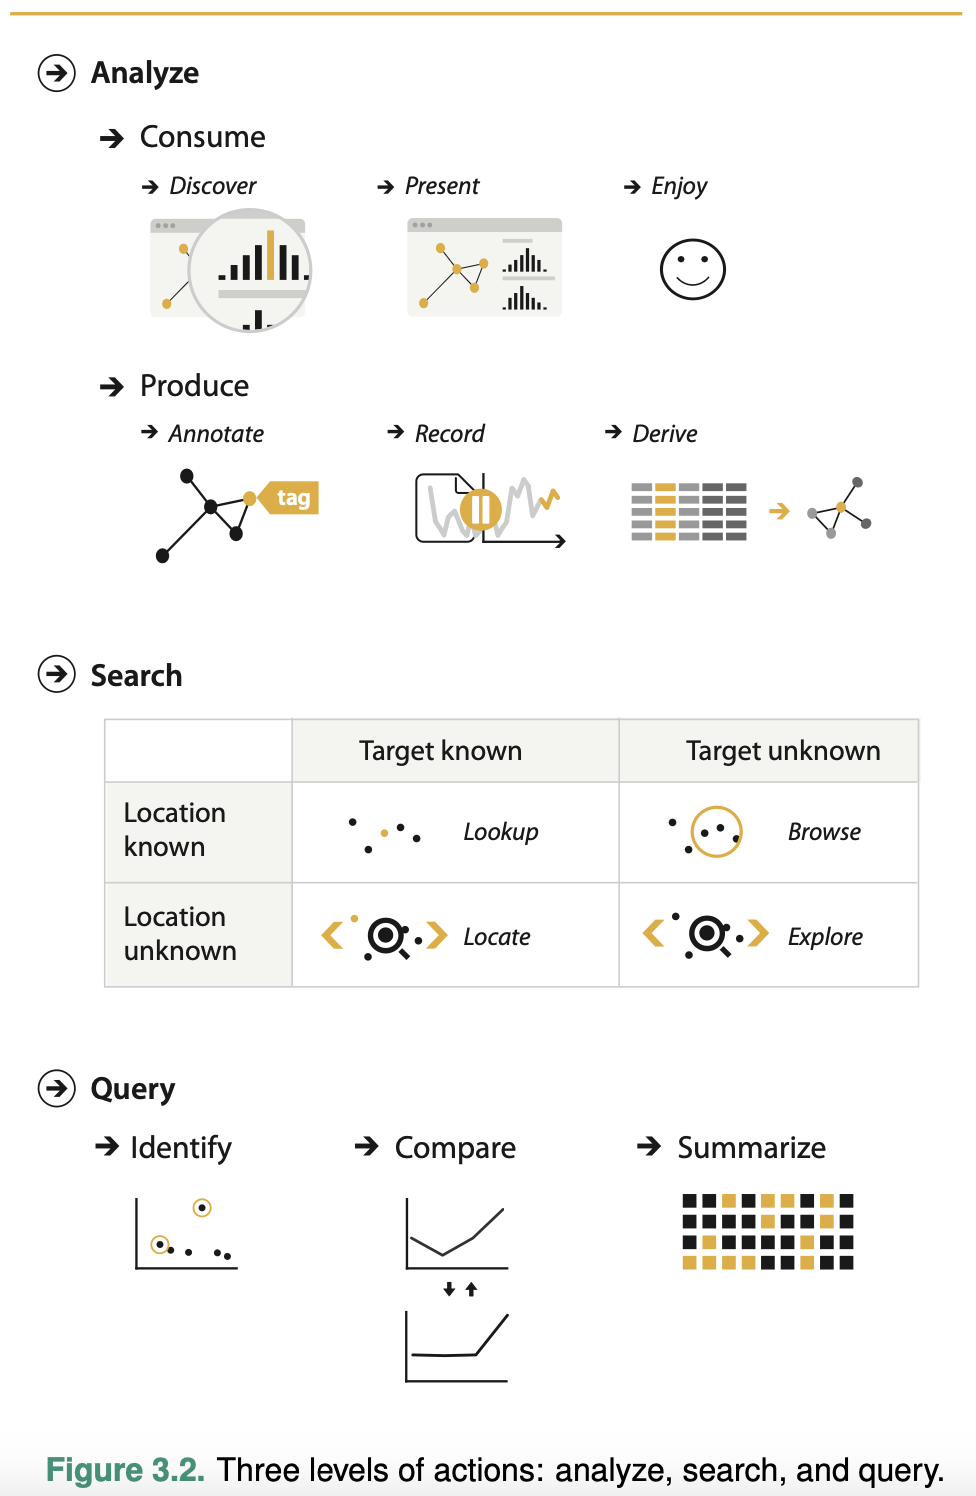 Analyze
Consume
Discover
Present
Enjoy
Produce
Annotate
Record
Derive
tag
Search
Target known
Target unknown
Location
known
Lookup
Browse
Location
unknown
Locate
Explore
Query
Identify
Compare
Summarize
Figure 3.2. Three levels of actions: analyze, search, and query.